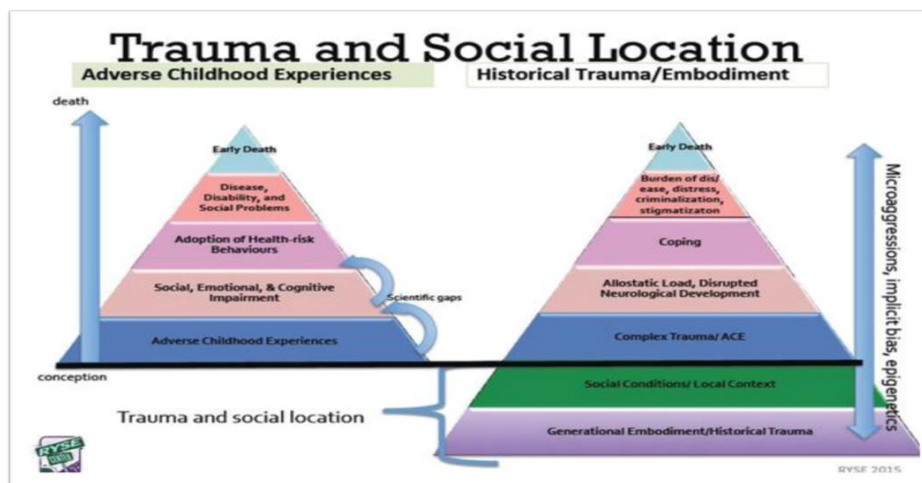 Trauma and Social Location
Adverse Childhood Experiences
Historical Trauma/Embodiment
death
Early Death
Disease,
Disability, and
Social Problems
Adoption of Health-risk
Behaviours
Social, Emotional, & Cognitive
Impairment
Scientific gaps
Adverse Childhood Experiences
conception
Trauma and social location
Early Death
Burden of dis/
ease, distress,
criminalization,
stigmatizaton
Coping
Allostatic Load, Disrupted
Neurological Development
Complex Trauma/ ACE
Social Conditions/ Local Context
Generational Embodiment/Historical Trauma
Microaggressions, implicit bias, epigenetics
RYSE
CENTER
RYSE 2015